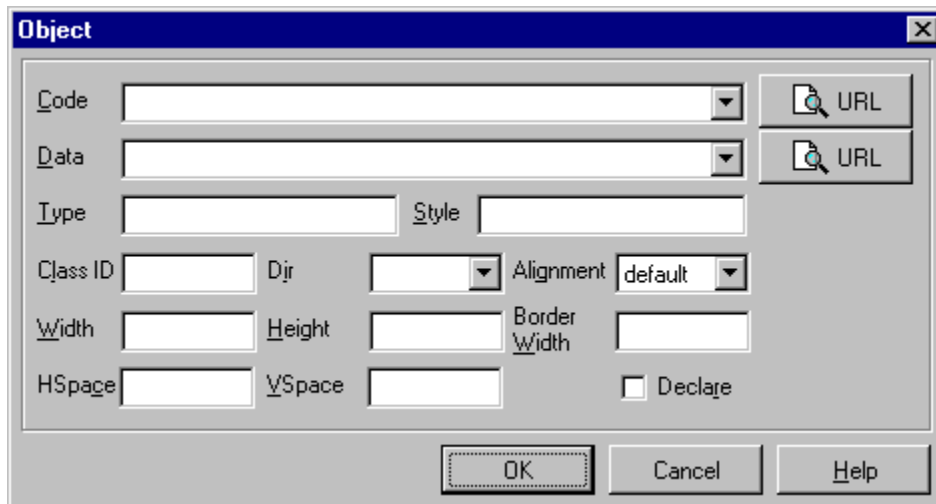 Object
Code URL
Data URL
Type Style
Class ID Dir Alignment default
Width Height Border Width
HSpace VSpace Declare
OK Cancel Help